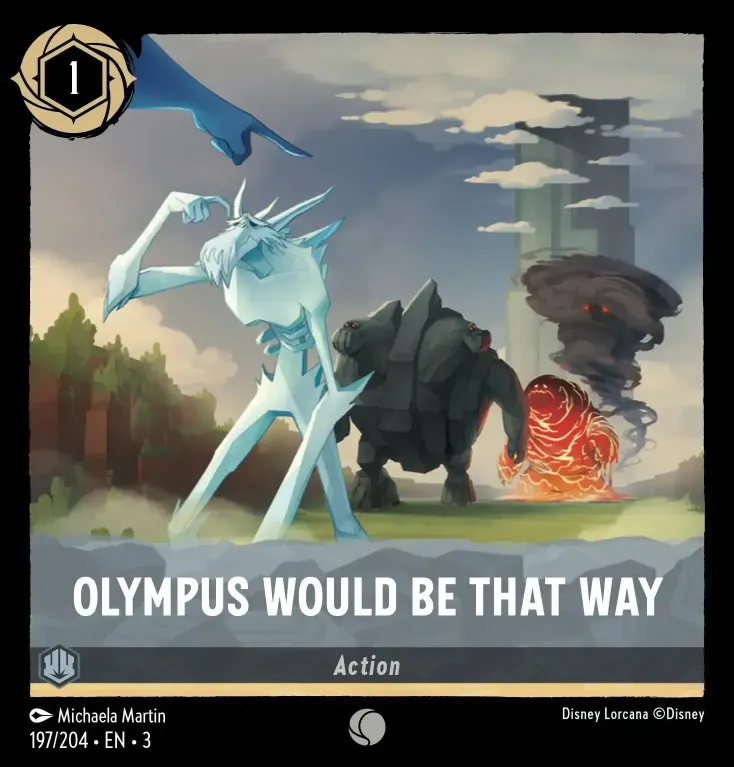 1
OLYMPUS WOULD BE THAT WAY
Action
Michaela Martin
Disney Lorcana ©Disney
197/204 • EN • 3